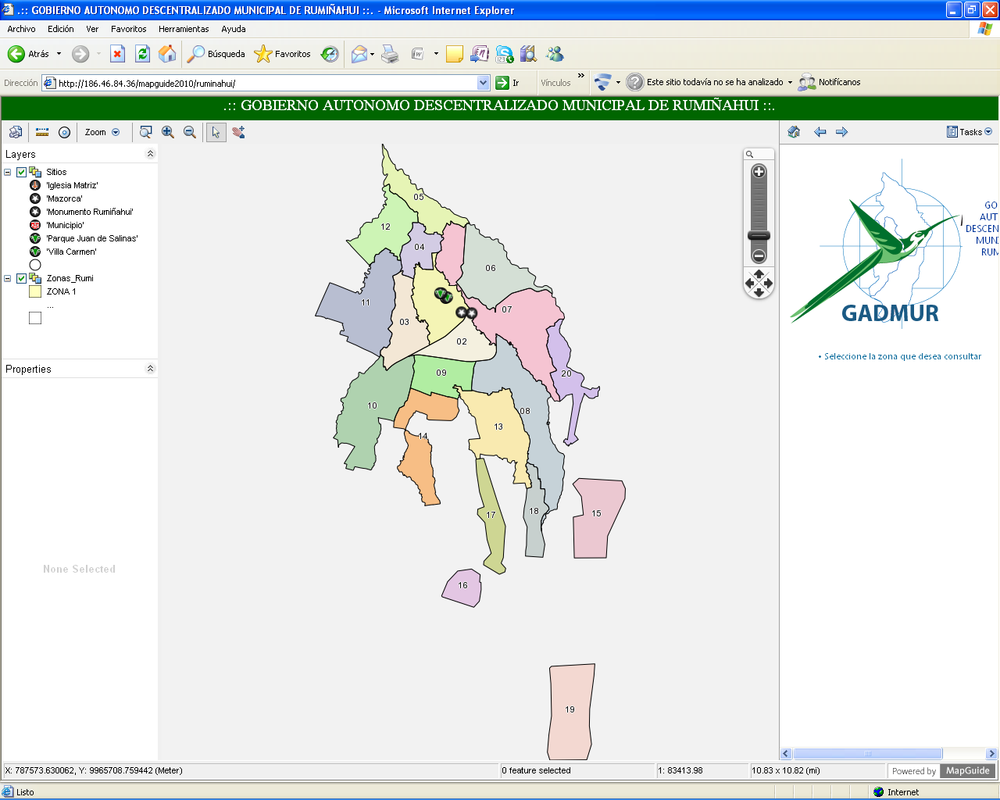 .:: GOBIERNO AUTONOMO DESCENTRALIZADO MUNICIPAL DE RUMIÑAHUI ::. - Microsoft Internet Explorer
Archivo Edición Ver Favoritos Herramientas Ayuda
Atrás Búsqueda Favoritos
Dirección http://186.46.84.36/mapguide2010/ruminahui/ Ir Vínculos » Este sitio todavía no se ha analizado Notifícanos
.:: GOBIERNO AUTONOMO DESCENTRALIZADO MUNICIPAL DE RUMIÑAHUI ::.
Zoom Tasks
Layers
Sitios
'Iglesia Matriz'
'Mazorca'
'Monumento Rumiñahui'
'Municipio'
'Parque Juan de Salinas'
'Villa Carmen'
Zonas_Rumi
ZONA 1
...
Properties
None Selected
05
12
04
06
11
07
03
02
09
20
10
08
13
14
17
18
15
16
19
GO
AUT
DESCEN
MUNI
RUM
GADMUR
• Seleccione la zona que desea consultar
X: 787573.630062, Y: 9965708.759442 (Meter) 0 feature selected 1: 83413.98 10.83 x 10.82 (mi) Powered by MapGuide
Listo Internet